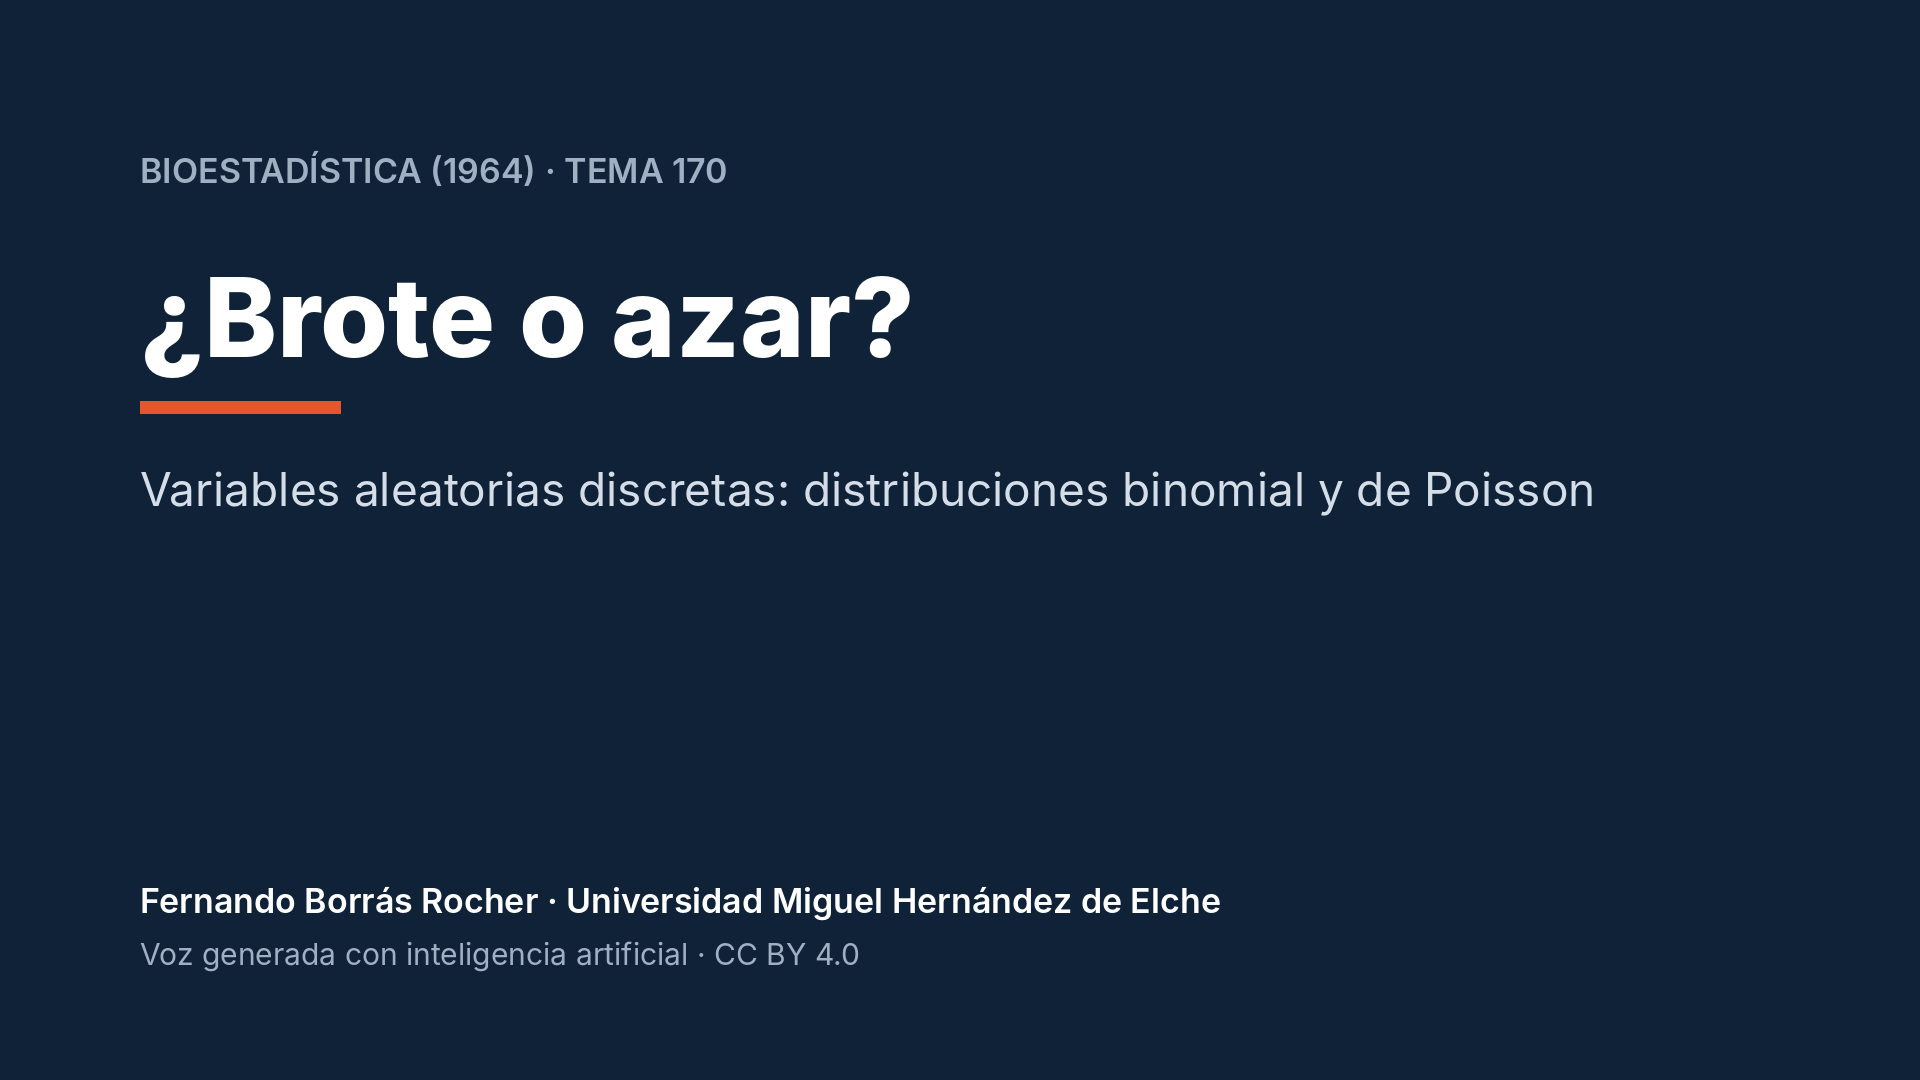 BIOESTADÍSTICA (1964) · TEMA 170
¿Brote o azar?
Variables aleatorias discretas: distribuciones binomial y de Poisson
Fernando Borrás Rocher · Universidad Miguel Hernández de Elche
Voz generada con inteligencia artificial · CC BY 4.0